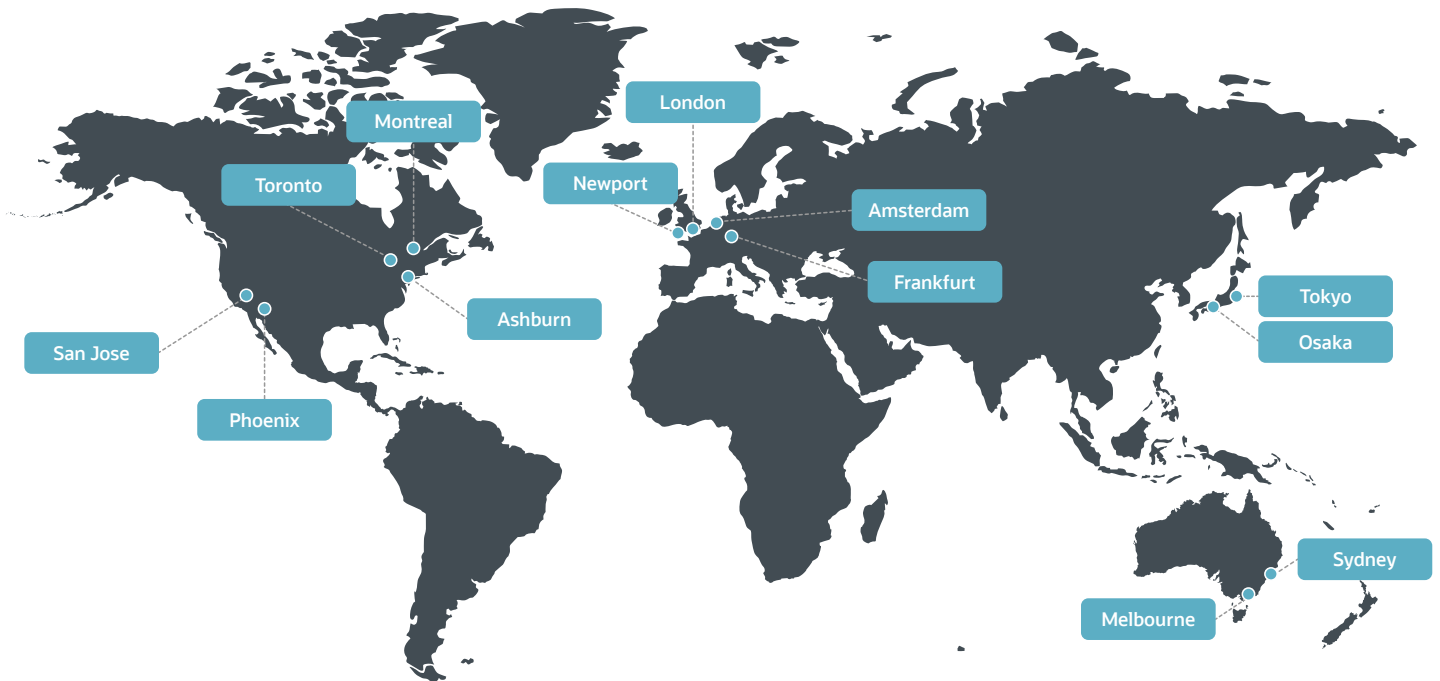 London
Montreal
Newport
Toronto
Amsterdam
Frankfurt
Tokyo
Ashburn
Osaka
San Jose
Phoenix
Sydney
Melbourne